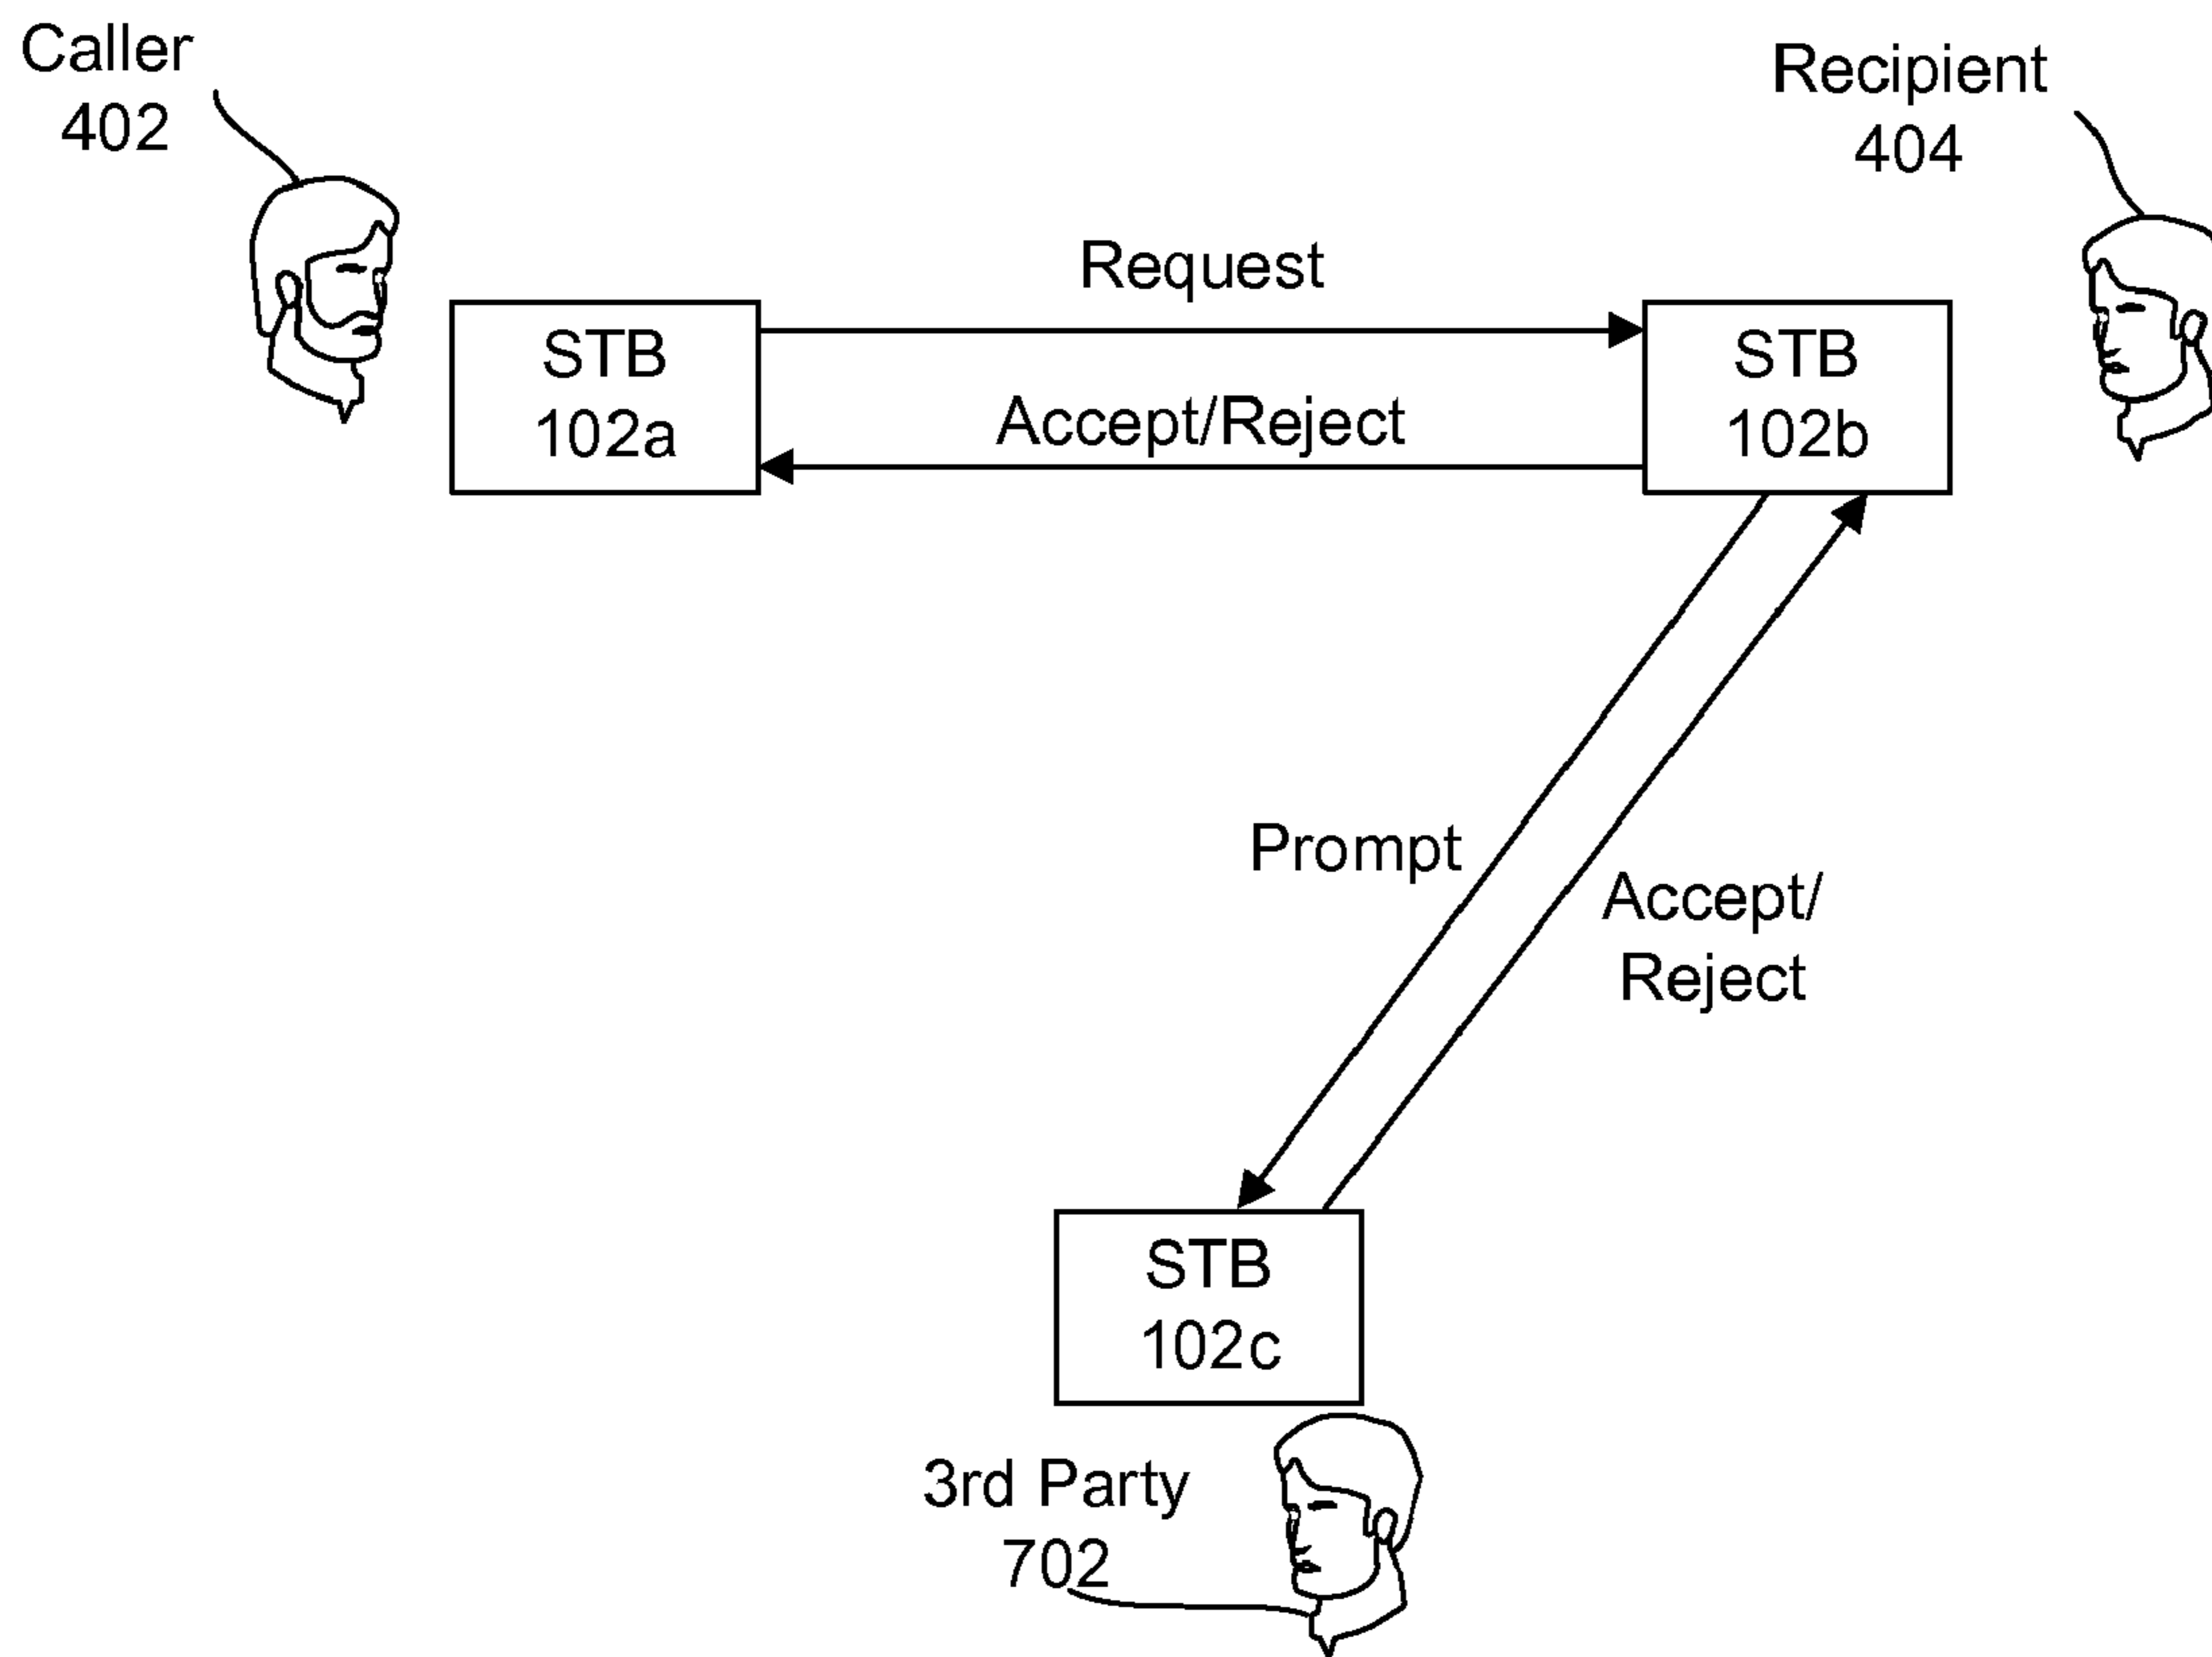 Caller
402
Recipient
404
Request
STB
102a
Accept/Reject
STB
102b
Prompt
Accept/
Reject
STB
102c
3rd Party
702